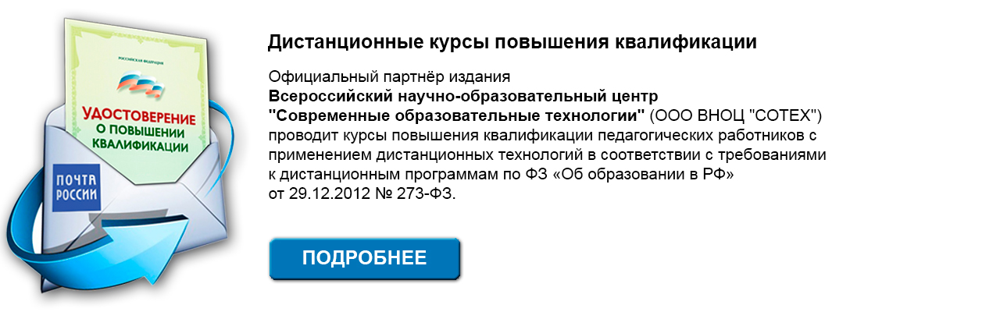 РОССИЙСКАЯ ФЕДЕРАЦИЯ
УДОСТОВЕРЕНИЕ
О ПОВЫШЕНИИ
КВАЛИФИКАЦИИ
ПОЧТА
РОССИИ
Дистанционные курсы повышения квалификации
Официальный партнёр издания
Всероссийский научно-образовательный центр
"Современные образовательные технологии" (ООО ВНОЦ "СОТЕХ")
проводит курсы повышения квалификации педагогических работников с
применением дистанционных технологий в соответствии с требованиями
к дистанционным программам по ФЗ «Об образовании в РФ»
от 29.12.2012 № 273-ФЗ.
ПОДРОБНЕЕ